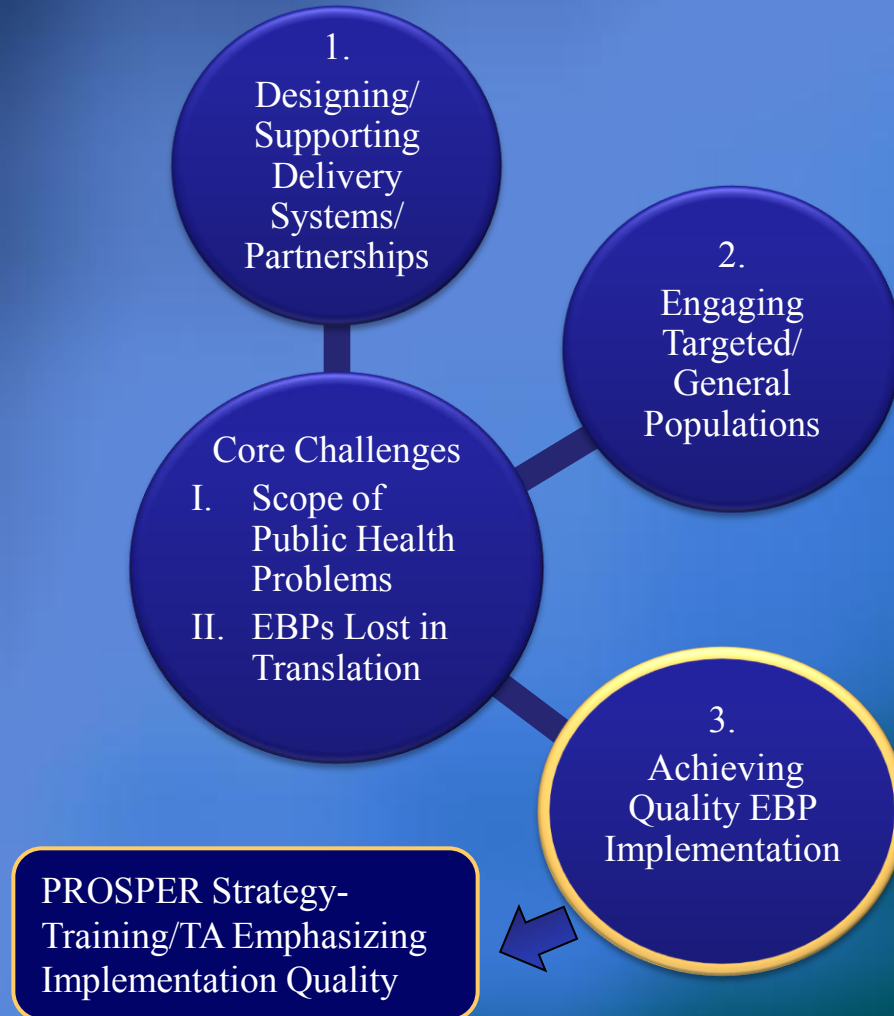 1.
Designing/
Supporting
Delivery
Systems/
Partnerships
2.
Engaging
Targeted/
General
Populations
Core Challenges
I. Scope of
Public Health
Problems
II. EBPs Lost in
Translation
3.
Achieving
Quality EBP
Implementation
PROSPER Strategy-
Training/TA Emphasizing
Implementation Quality